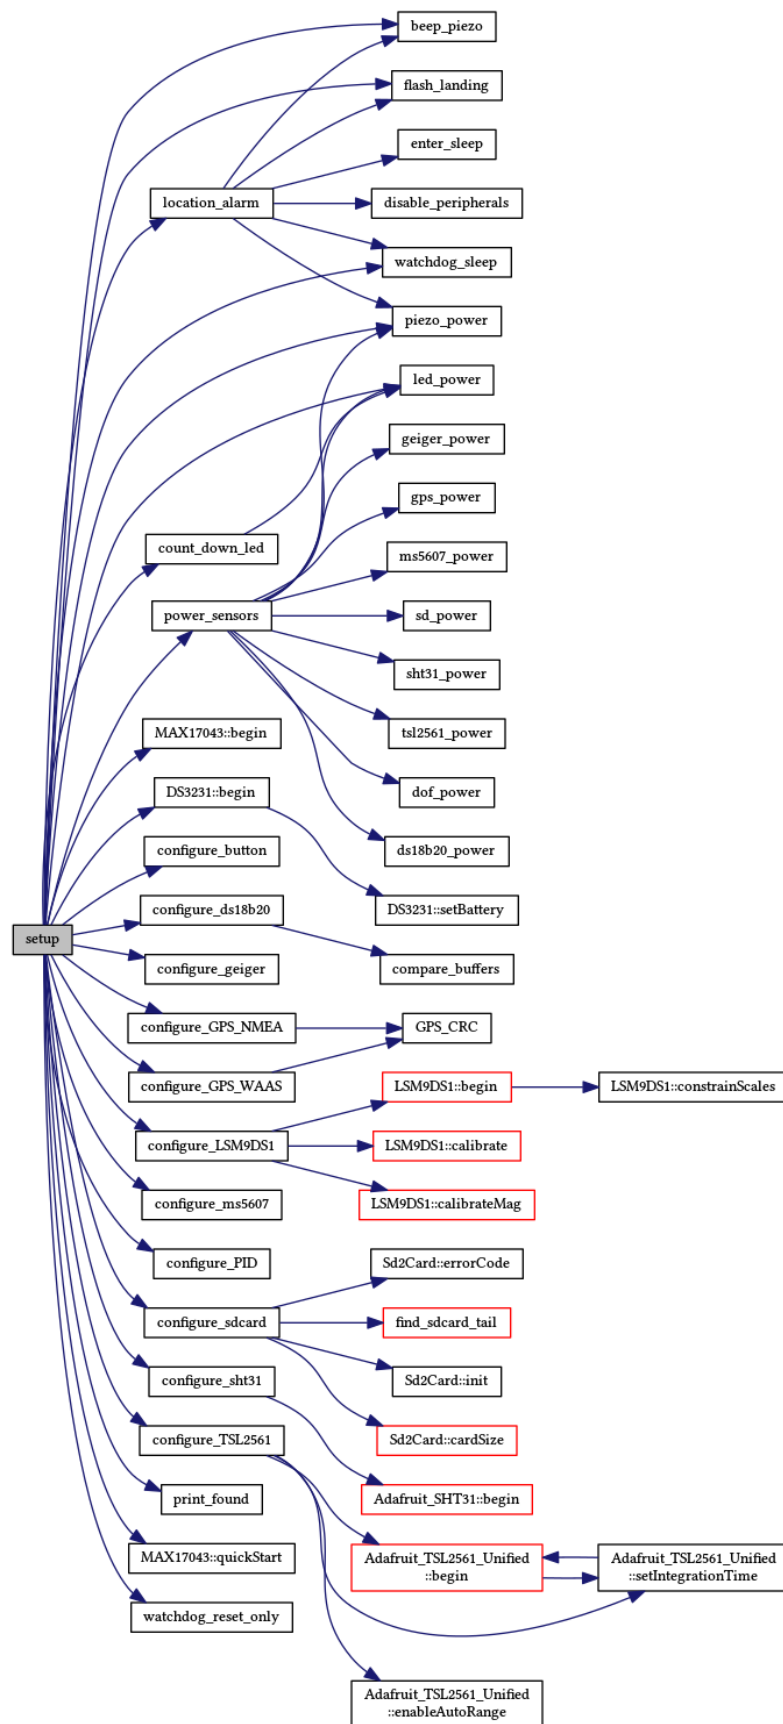 beep_piezo
flash_landing
enter_sleep
location_alarm
disable_peripherals
watchdog_sleep
piezo_power
led_power
geiger_power
gps_power
count_down_led
ms5607_power
power_sensors
sd_power
sht31_power
MAX17043::begin
tsl2561_power
DS3231::begin
dof_power
configure_button
ds18b20_power
configure_ds18b20
DS3231::setBattery
setup
configure_geiger
compare_buffers
configure_GPS_NMEA
GPS_CRC
configure_GPS_WAAS
LSM9DS1::begin
LSM9DS1::constrainScales
configure_LSM9DS1
LSM9DS1::calibrate
configure_ms5607
LSM9DS1::calibrateMag
configure_PID
Sd2Card::errorCode
configure_sdcard
find_sdcard_tail
configure_sht31
Sd2Card::init
configure_TSL2561
Sd2Card::cardSize
print_found
Adafruit_SHT31::begin
MAX17043::quickStart
Adafruit_TSL2561_Unified
::begin
Adafruit_TSL2561_Unified
::setIntegrationTime
watchdog_reset_only
Adafruit_TSL2561_Unified
::enableAutoRange